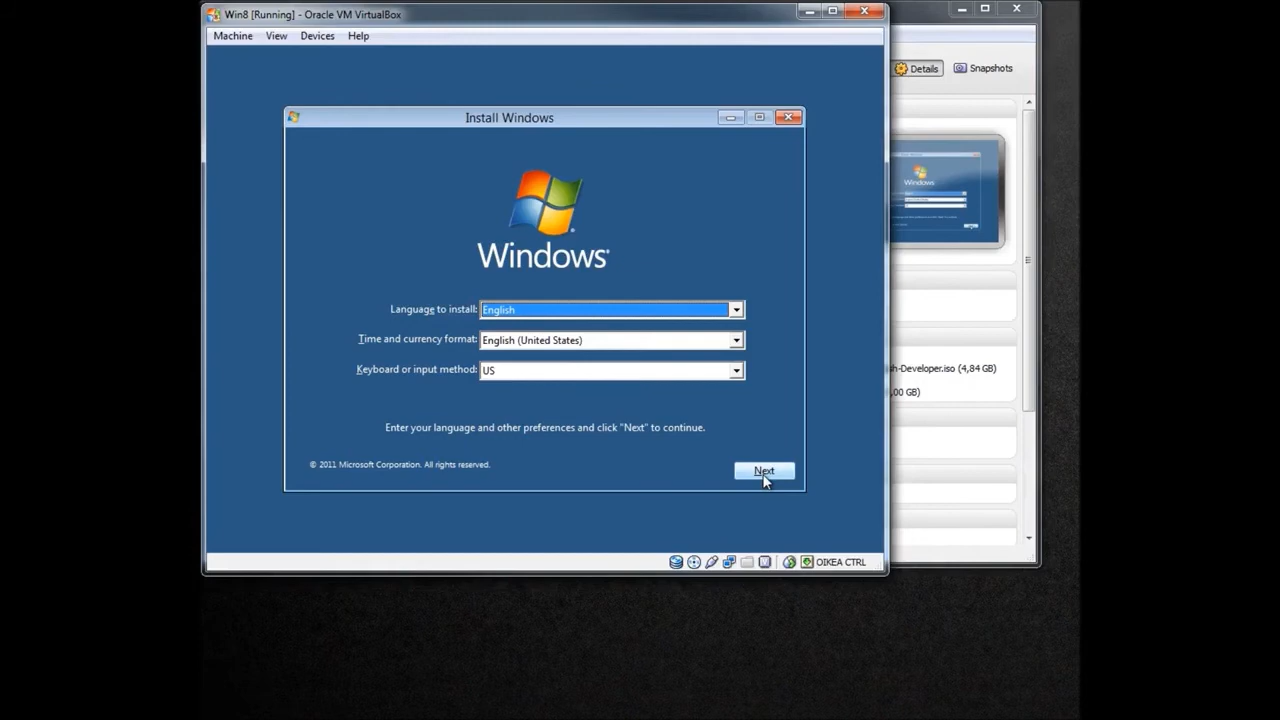 Win8 [Running] - Oracle VM VirtualBox
Machine View Devices Help
Details Snapshots
Install Windows
Windows
Language to install: English
Time and currency format: English (United States)
Keyboard or input method: US
h-Developer.iso (4,84 GB)
,00 GB)
Enter your language and other preferences and click "Next" to continue.
© 2011 Microsoft Corporation. All rights reserved.
Next
OIKEA CTRL